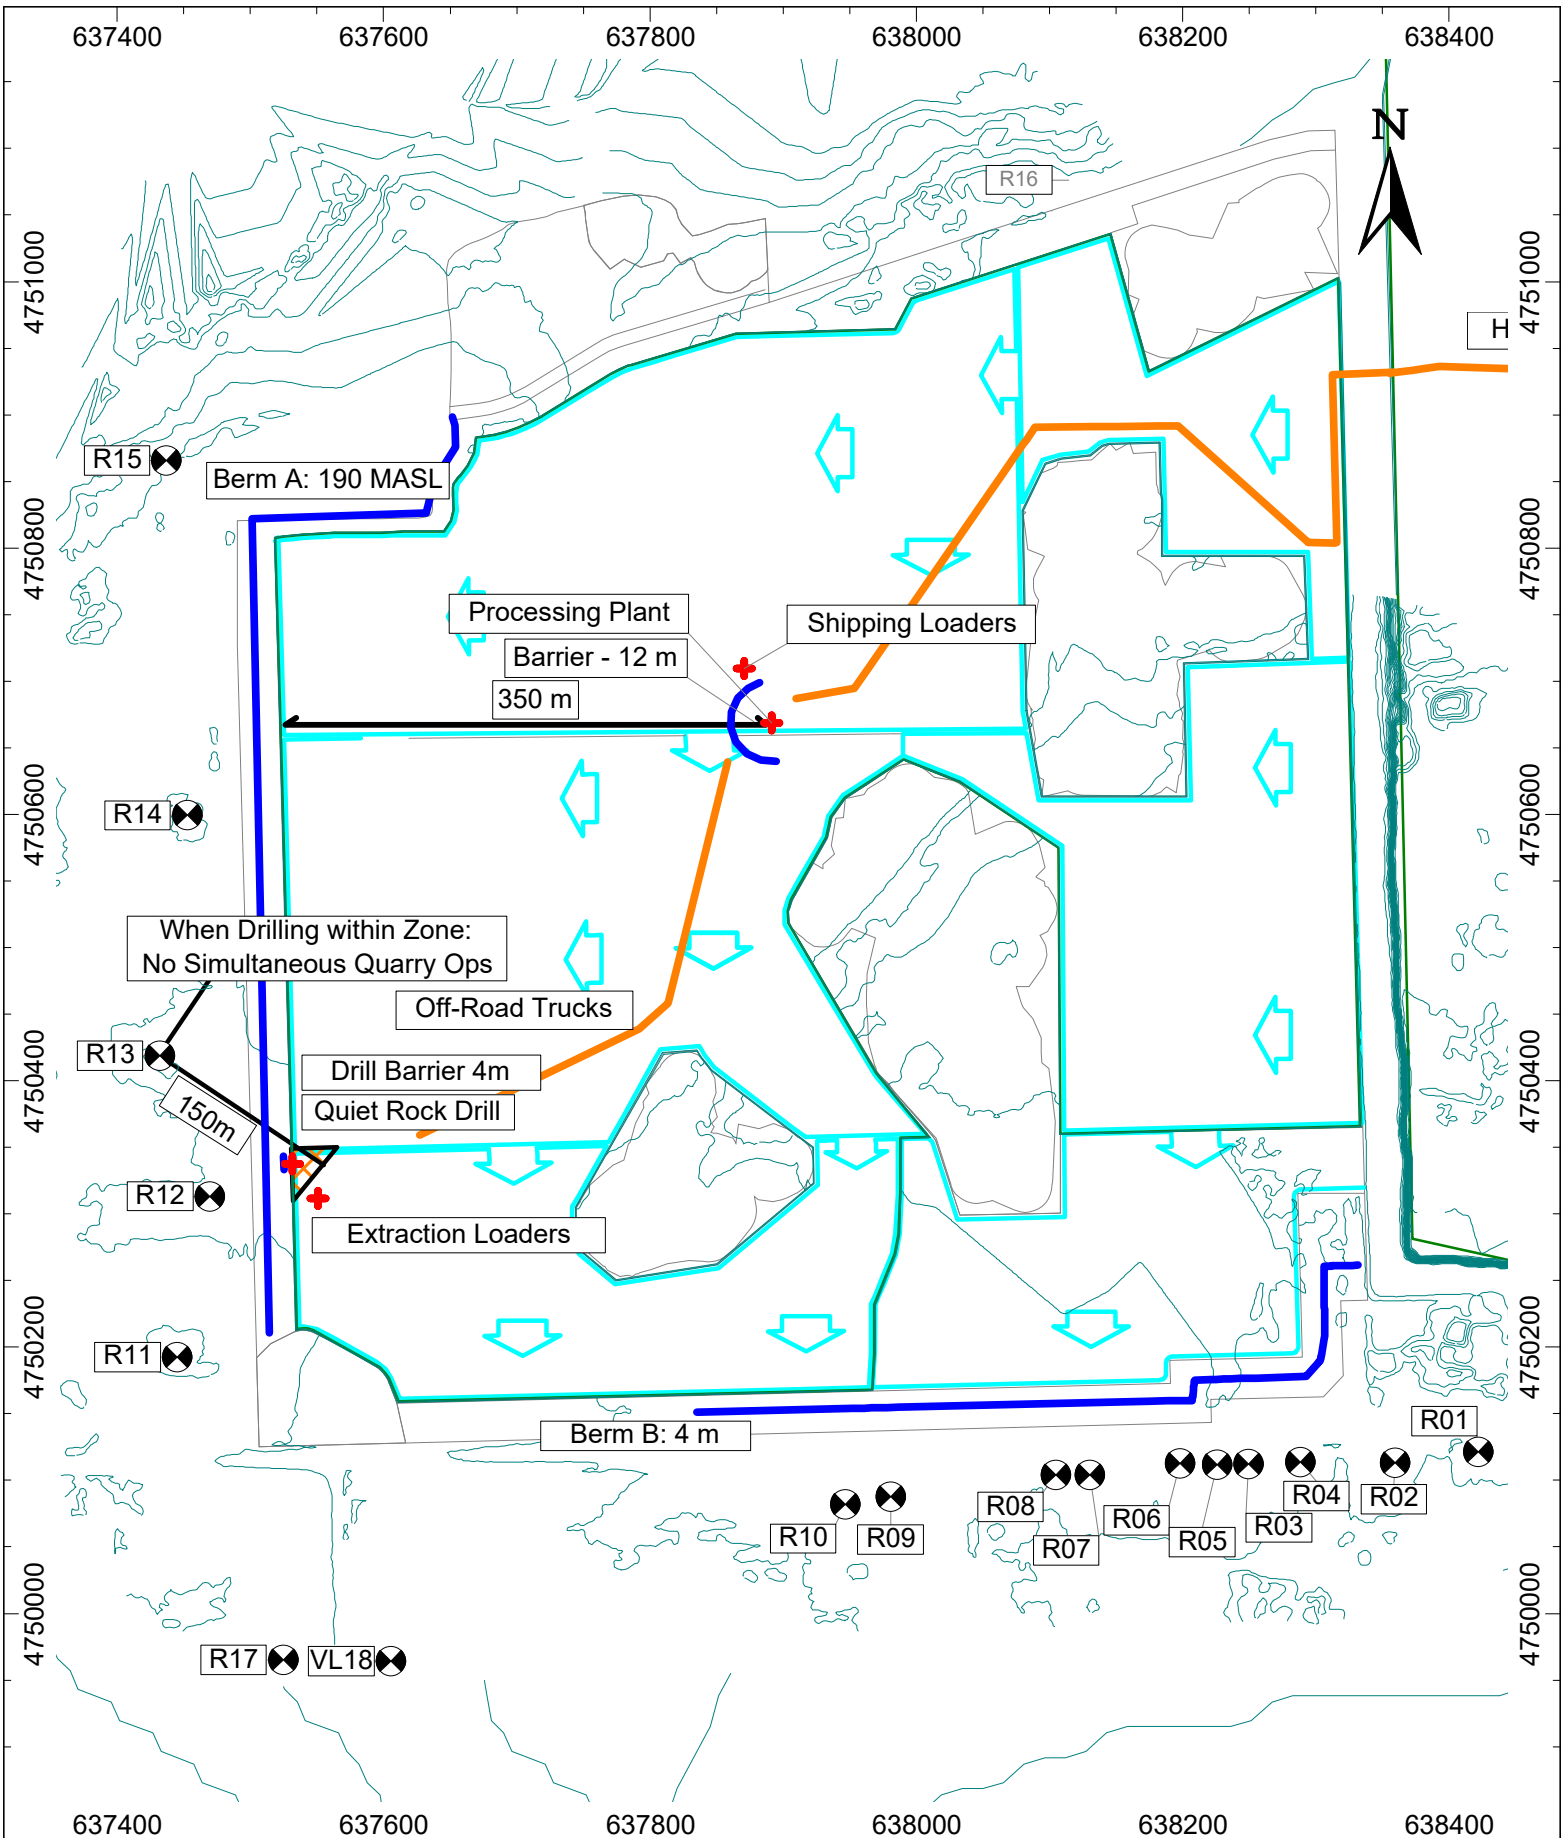 637400 637600 637800 638000 638200 638400
N
R16
4751000
4751000
H
R15
Berm A: 190 MASL
4750800
4750800
Processing Plant
Shipping Loaders
Barrier - 12 m
350 m
R14
4750600
4750600
When Drilling within Zone:
No Simultaneous Quarry Ops
Off-Road Trucks
R13
4750400
4750400
Drill Barrier 4m
Quiet Rock Drill
150m
R12
Extraction Loaders
R11
4750200
4750200
R01
Berm B: 4 m
R08
R06
R04
R02
R10
R09
R07
R05
R03
4750000
4750000
R17
VL18
637400 637600 637800 638000 638200 638400